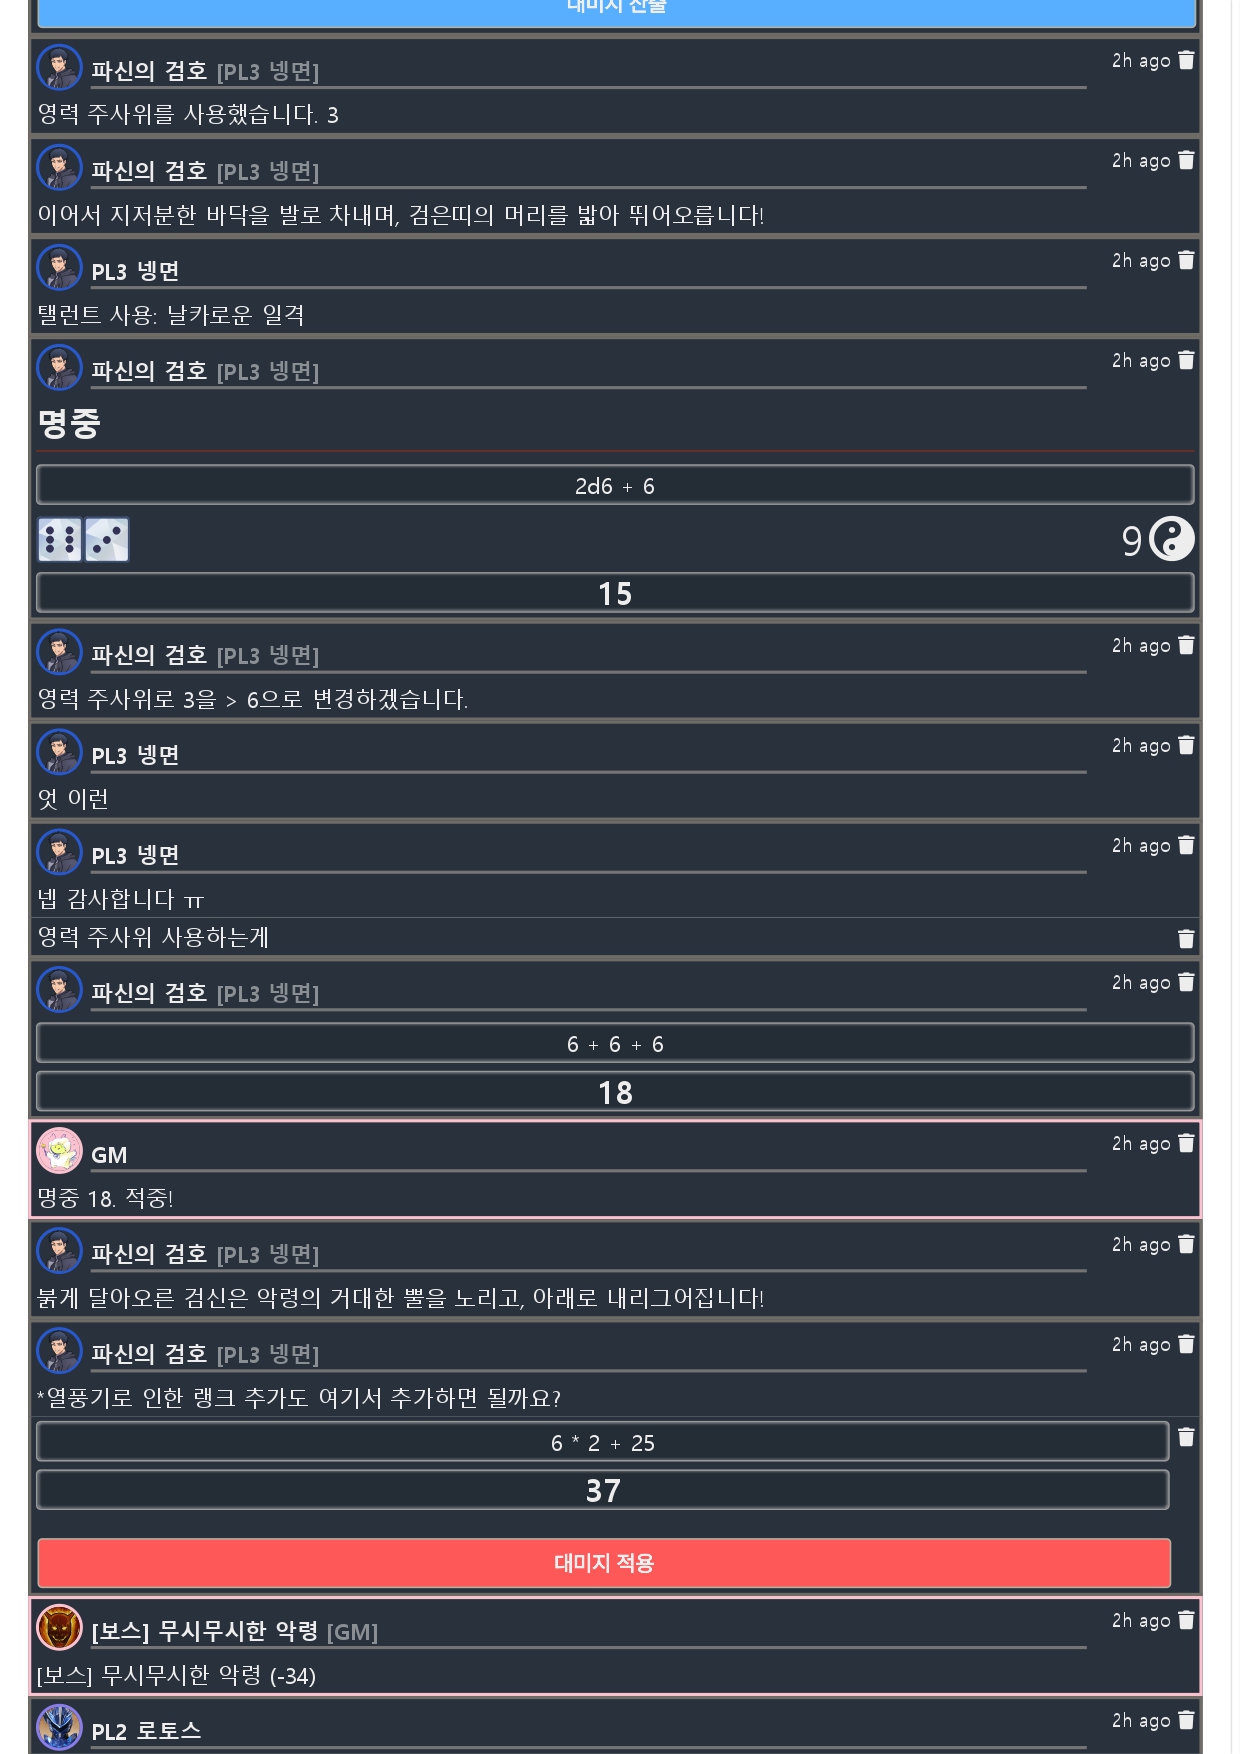 대미지 산출
파신의 검호 [PL3 넹면]
2h ago
영력 주사위를 사용했습니다. 3
파신의 검호 [PL3 넹면]
2h ago
이어서 지저분한 바닥을 발로 차내며, 검은띠의 머리를 밟아 뛰어오릅니다!
PL3 넹면
2h ago
탤런트 사용: 날카로운 일격
파신의 검호 [PL3 넹면]
2h ago
명중
2d6 + 6
9
15
파신의 검호 [PL3 넹면]
2h ago
영력 주사위로 3을 > 6으로 변경하겠습니다.
PL3 넹면
2h ago
엇 이런
PL3 넹면
2h ago
넵 감사합니다 ㅠ
영력 주사위 사용하는게
파신의 검호 [PL3 넹면]
2h ago
6 + 6 + 6
18
GM
2h ago
명중 18. 적중!
파신의 검호 [PL3 넹면]
2h ago
붉게 달아오른 검신은 악령의 거대한 뿔을 노리고, 아래로 내리그어집니다!
파신의 검호 [PL3 넹면]
2h ago
*열풍기로 인한 랭크 추가도 여기서 추가하면 될까요?
6 * 2 + 25
37
대미지 적용
[보스] 무시무시한 악령 [GM]
2h ago
[보스] 무시무시한 악령 (-34)
PL2 로토스
2h ago